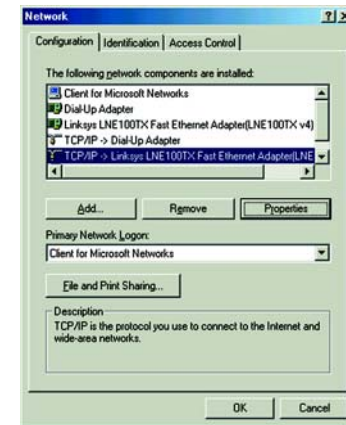 Network
Configuration Identification Access Control
The following network components are installed:
Client for Microsoft Networks
Dial-Up Adapter
Linksys LNE100TX Fast Ethernet Adapter(LNE100TX v4)
TCP/IP -> Dial-Up Adapter
TCP/IP -> Linksys LNE100TX Fast Ethernet Adapter(LNE
Add... Remove Properties
Primary Network Logon:
Client for Microsoft Networks
File and Print Sharing...
Description
TCP/IP is the protocol you use to connect to the Internet and
wide-area networks.
OK Cancel